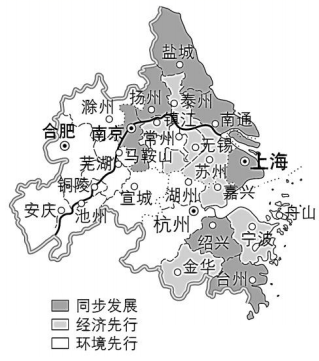 盐城
滁州
扬州
泰州
合肥
南京
镇江
南通
常州
无锡
芜湖
马鞍山
上海
苏州
铜陵
宣城
湖州
嘉兴
安庆
池州
杭州
舟山
绍兴
宁波
金华
台州
同步发展
经济先行
环境先行